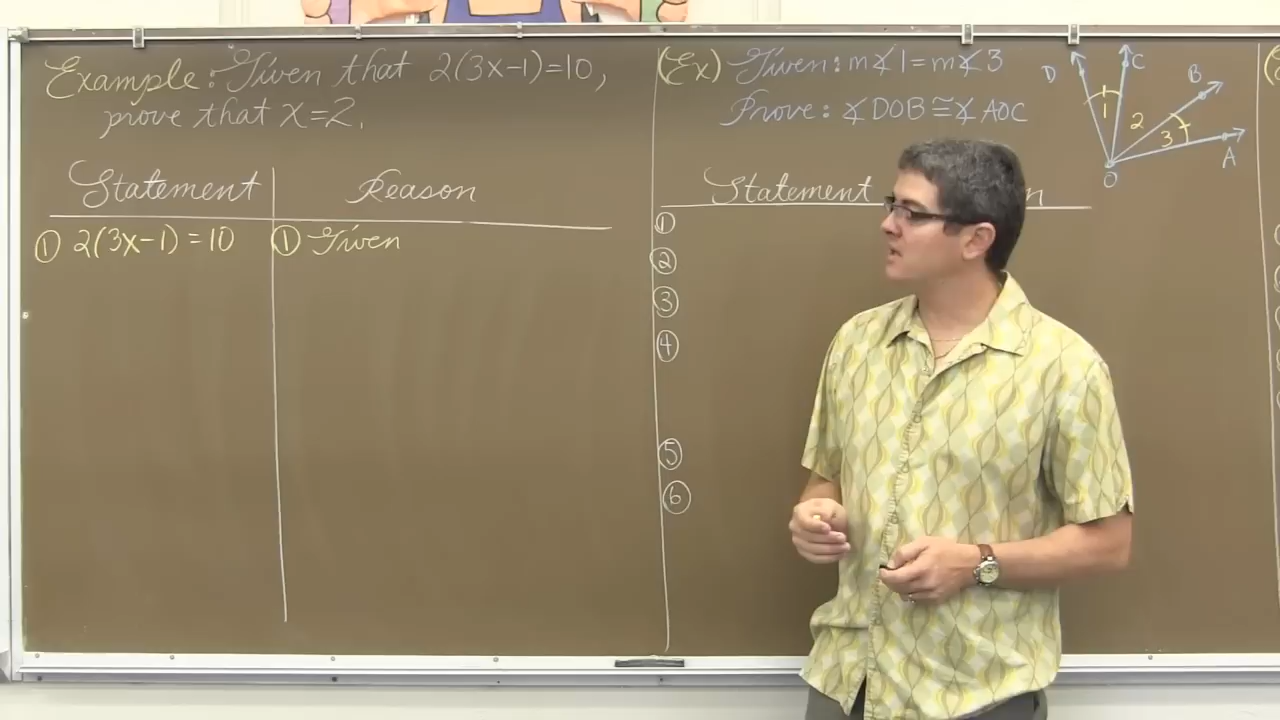 Example: Given that 2(3x-1)=10,
prove that x=2.
Statement Reason
① 2(3x-1)=10 ① Given
(Ex) Given: m∡1=m∡3
Prove: ∡DOB≅∡AOC
Statement n
①
②
③
④
⑤
⑥
D C B A O
1 2 3